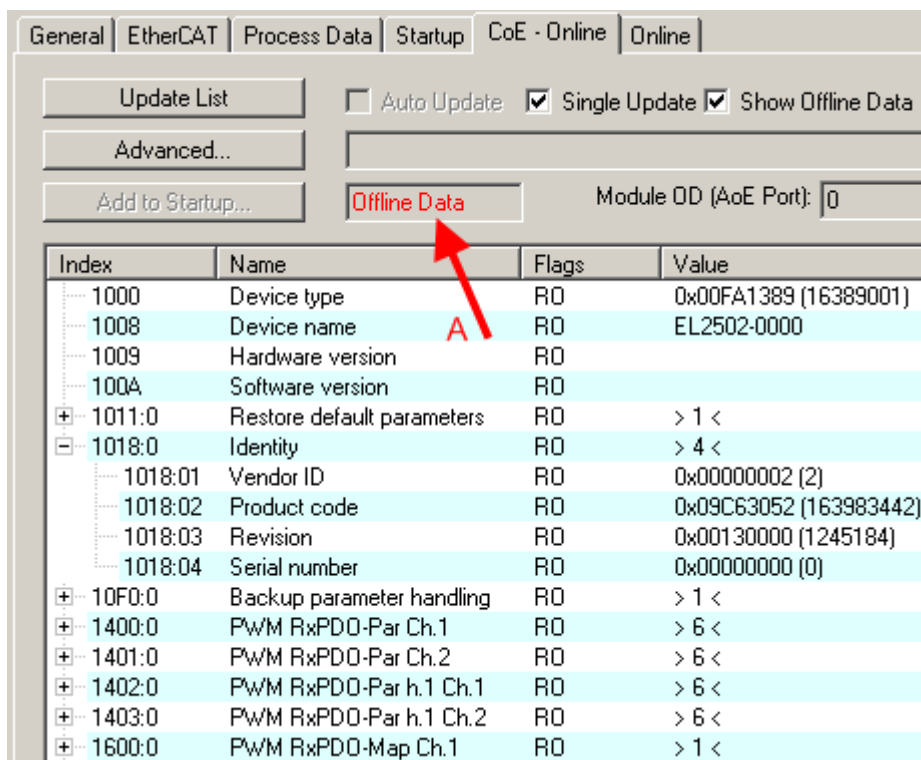 General EtherCAT Process Data Startup CoE - Online Online
Update List Auto Update Single Update Show Offline Data
Advanced...
Add to Startup... Offline Data Module OD (AoE Port): 0
Index Name Flags Value
1000 Device type RO 0x00FA1389 (16389001)
1008 Device name RO EL2502-0000
A
1009 Hardware version RO
100A Software version RO
1011:0 Restore default parameters RO > 1 <
1018:0 Identity RO > 4 <
1018:01 Vendor ID RO 0x00000002 (2)
1018:02 Product code RO 0x09C63052 (163983442)
1018:03 Revision RO 0x00130000 (1245184)
1018:04 Serial number RO 0x00000000 (0)
10F0:0 Backup parameter handling RO > 1 <
1400:0 PWM RxPDO-Par Ch.1 RO > 6 <
1401:0 PWM RxPDO-Par Ch.2 RO > 6 <
1402:0 PWM RxPDO-Par h.1 Ch.1 RO > 6 <
1403:0 PWM RxPDO-Par h.1 Ch.2 RO > 6 <
1600:0 PWM RxPDO-Map Ch.1 RO > 1 <